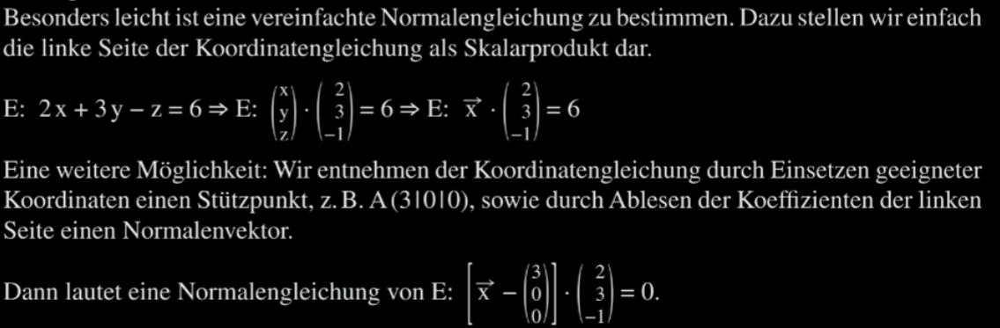 Besonders leicht ist eine vereinfachte Normalengleichung zu bestimmen. Dazu stellen wir einfach
die linke Seite der Koordinatengleichung als Skalarprodukt dar.
E: 2x + 3y − z = 6 ⇒ E: (x y z) · (2 3 −1) = 6 ⇒ E: x⃗ · (2 3 −1) = 6
Eine weitere Möglichkeit: Wir entnehmen der Koordinatengleichung durch Einsetzen geeigneter
Koordinaten einen Stützpunkt, z. B. A (3|0|0), sowie durch Ablesen der Koeffizienten der linken
Seite einen Normalenvektor.
Dann lautet eine Normalengleichung von E: [x⃗ − (3 0 0)] · (2 3 −1) = 0.